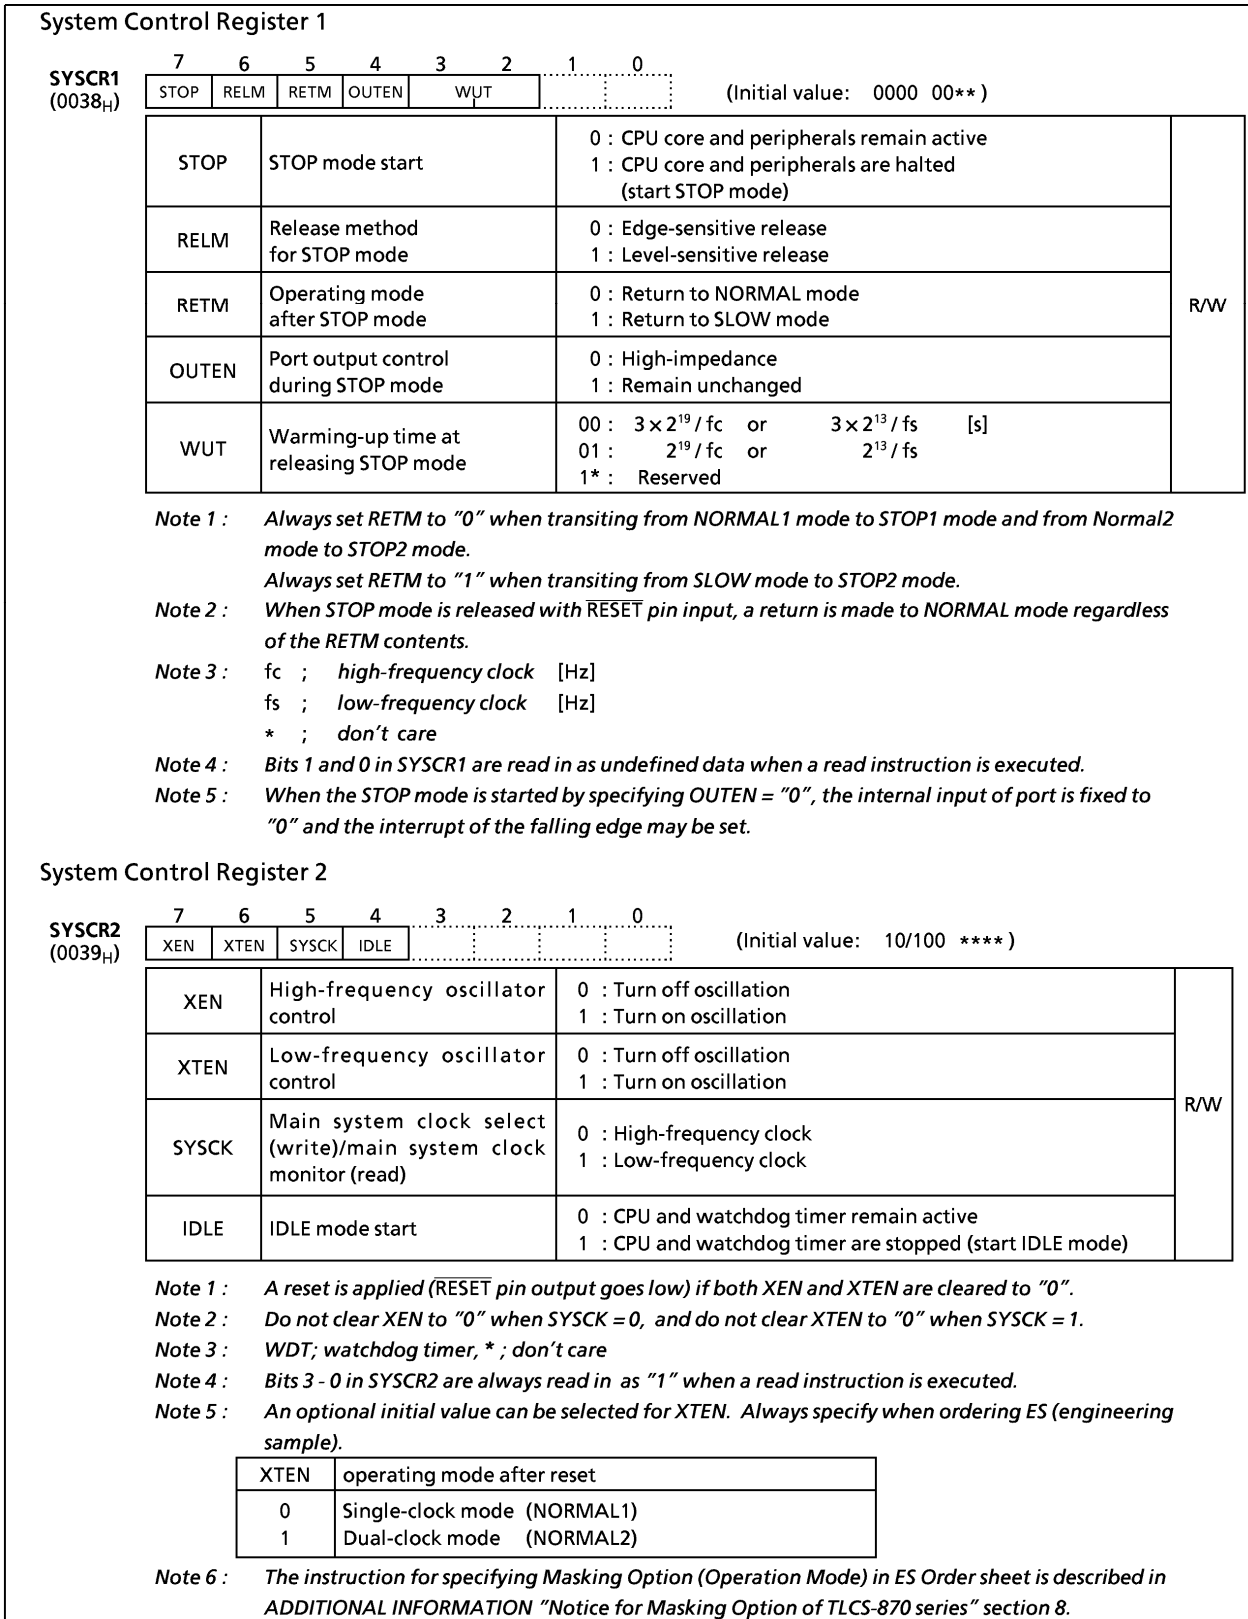 System Control Register 1
7 6 5 4 3 2 1 0
SYSCR1
(0038H)
STOP RELM RETM OUTEN WUT
(Initial value: 0000 00**)
STOP STOP mode start
0 : CPU core and peripherals remain active
1 : CPU core and peripherals are halted
(start STOP mode)
RELM
Release method
for STOP mode
0 : Edge-sensitive release
1 : Level-sensitive release
RETM
Operating mode
after STOP mode
0 : Return to NORMAL mode
1 : Return to SLOW mode
R/W
OUTEN
Port output control
during STOP mode
0 : High-impedance
1 : Remain unchanged
WUT
Warming-up time at
releasing STOP mode
00 : 3 × 2¹⁹ / fc or 3 × 2¹³ / fs [s]
01 : 2¹⁹ / fc or 2¹³ / fs
1* : Reserved
Note 1 : Always set RETM to "0" when transiting from NORMAL1 mode to STOP1 mode and from Normal2
mode to STOP2 mode.
Always set RETM to "1" when transiting from SLOW mode to STOP2 mode.
Note 2 : When STOP mode is released with RESET pin input, a return is made to NORMAL mode regardless
of the RETM contents.
Note 3 : fc ; high-frequency clock [Hz]
fs ; low-frequency clock [Hz]
* ; don't care
Note 4 : Bits 1 and 0 in SYSCR1 are read in as undefined data when a read instruction is executed.
Note 5 : When the STOP mode is started by specifying OUTEN = "0", the internal input of port is fixed to
"0" and the interrupt of the falling edge may be set.
System Control Register 2
7 6 5 4 3 2 1 0
SYSCR2
(0039H)
XEN XTEN SYSCK IDLE
(Initial value: 10/100 ****)
XEN
High-frequency oscillator
control
0 : Turn off oscillation
1 : Turn on oscillation
XTEN
Low-frequency oscillator
control
0 : Turn off oscillation
1 : Turn on oscillation
R/W
SYSCK
Main system clock select
(write)/main system clock
monitor (read)
0 : High-frequency clock
1 : Low-frequency clock
IDLE IDLE mode start
0 : CPU and watchdog timer remain active
1 : CPU and watchdog timer are stopped (start IDLE mode)
Note 1 : A reset is applied (RESET pin output goes low) if both XEN and XTEN are cleared to "0".
Note 2 : Do not clear XEN to "0" when SYSCK = 0, and do not clear XTEN to "0" when SYSCK = 1.
Note 3 : WDT; watchdog timer, * ; don't care
Note 4 : Bits 3 - 0 in SYSCR2 are always read in as "1" when a read instruction is executed.
Note 5 : An optional initial value can be selected for XTEN. Always specify when ordering ES (engineering
sample).
XTEN operating mode after reset
0 Single-clock mode (NORMAL1)
1 Dual-clock mode (NORMAL2)
Note 6 : The instruction for specifying Masking Option (Operation Mode) in ES Order sheet is described in
ADDITIONAL INFORMATION "Notice for Masking Option of TLCS-870 series" section 8.